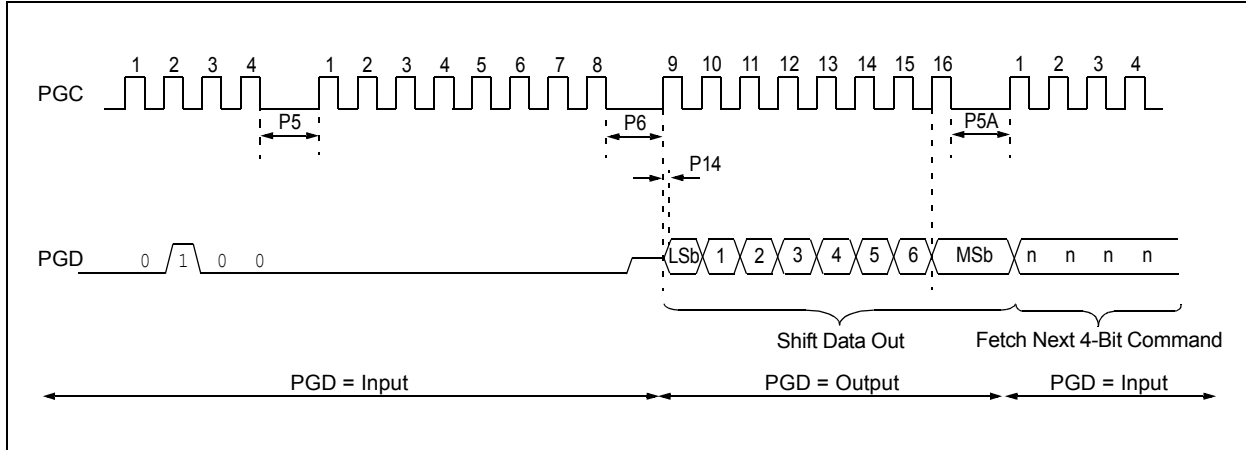 1 2 3 4 1 2 3 4 5 6 7 8 9 10 11 12 13 14 15 16 1 2 3 4
PGC
P5 P6 P5A
P14
PGD 0 1 0 0 LSb 1 2 3 4 5 6 MSb n n n n
Shift Data Out Fetch Next 4-Bit Command
PGD = Input PGD = Output PGD = Input